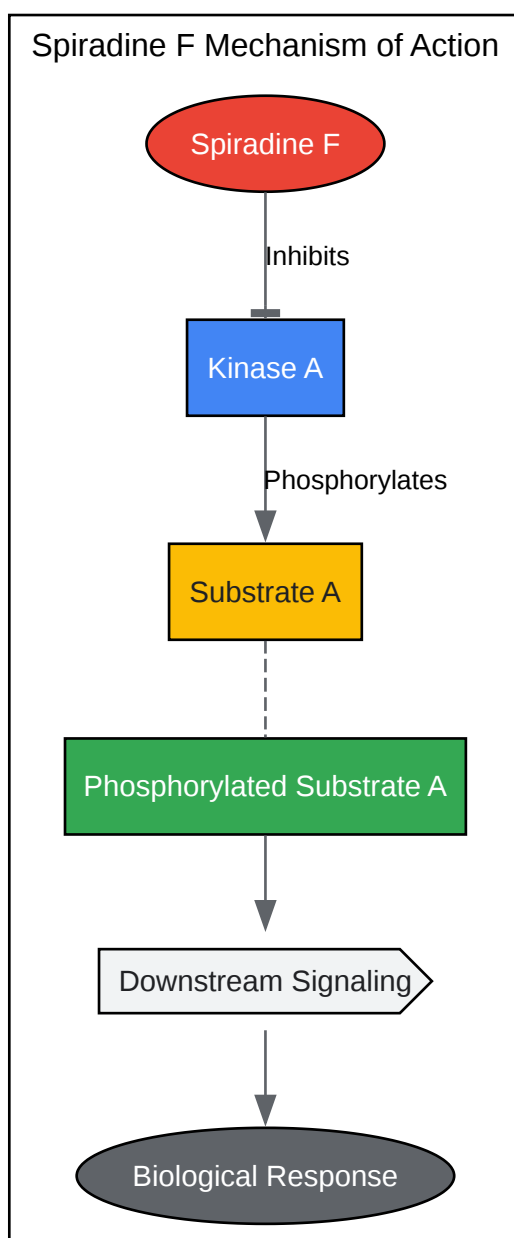 Spiradine F Mechanism of Action
Spiradine F
Inhibits
Kinase A
Phosphorylates
Substrate A
Phosphorylated Substrate A
Downstream Signaling
Biological Response